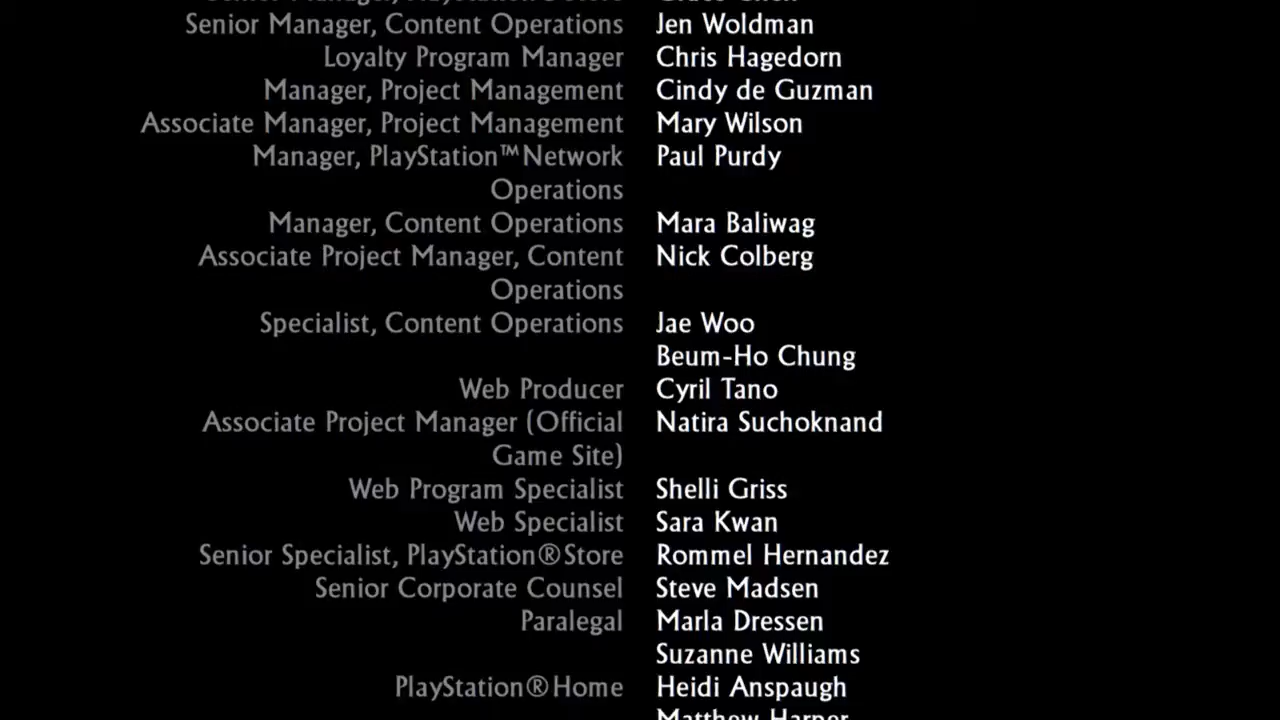 Senior Manager, Content Operations Jen Woldman
Loyalty Program Manager Chris Hagedorn
Manager, Project Management Cindy de Guzman
Associate Manager, Project Management Mary Wilson
Manager, PlayStation™Network Paul Purdy
Operations
Manager, Content Operations Mara Baliwag
Associate Project Manager, Content Nick Colberg
Operations
Specialist, Content Operations Jae Woo
Beum-Ho Chung
Web Producer Cyril Tano
Associate Project Manager (Official Natira Suchoknand
Game Site)
Web Program Specialist Shelli Griss
Web Specialist Sara Kwan
Senior Specialist, PlayStation®Store Rommel Hernandez
Senior Corporate Counsel Steve Madsen
Paralegal Marla Dressen
Suzanne Williams
PlayStation®Home Heidi Anspaugh
Matthew Harper